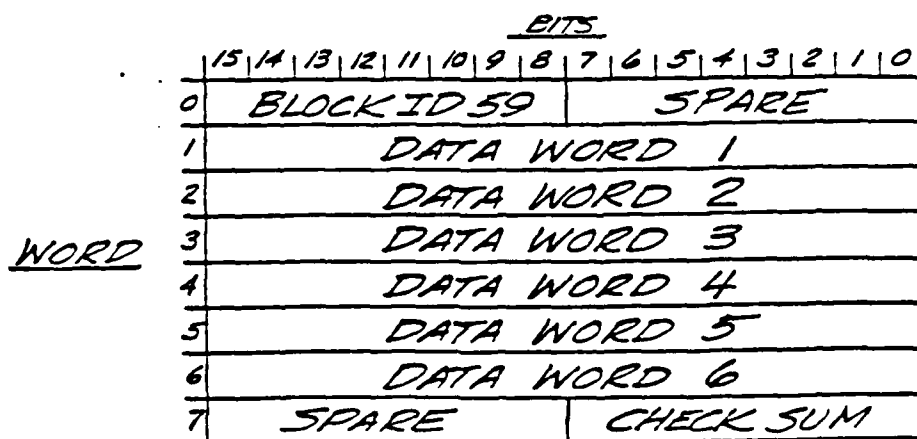 BITS
15 14 13 12 11 10 9 8 7 6 5 4 3 2 1 0
0 BLOCK ID 59 SPARE
1 DATA WORD 1
2 DATA WORD 2
WORD 3 DATA WORD 3
4 DATA WORD 4
5 DATA WORD 5
6 DATA WORD 6
7 SPARE CHECK SUM